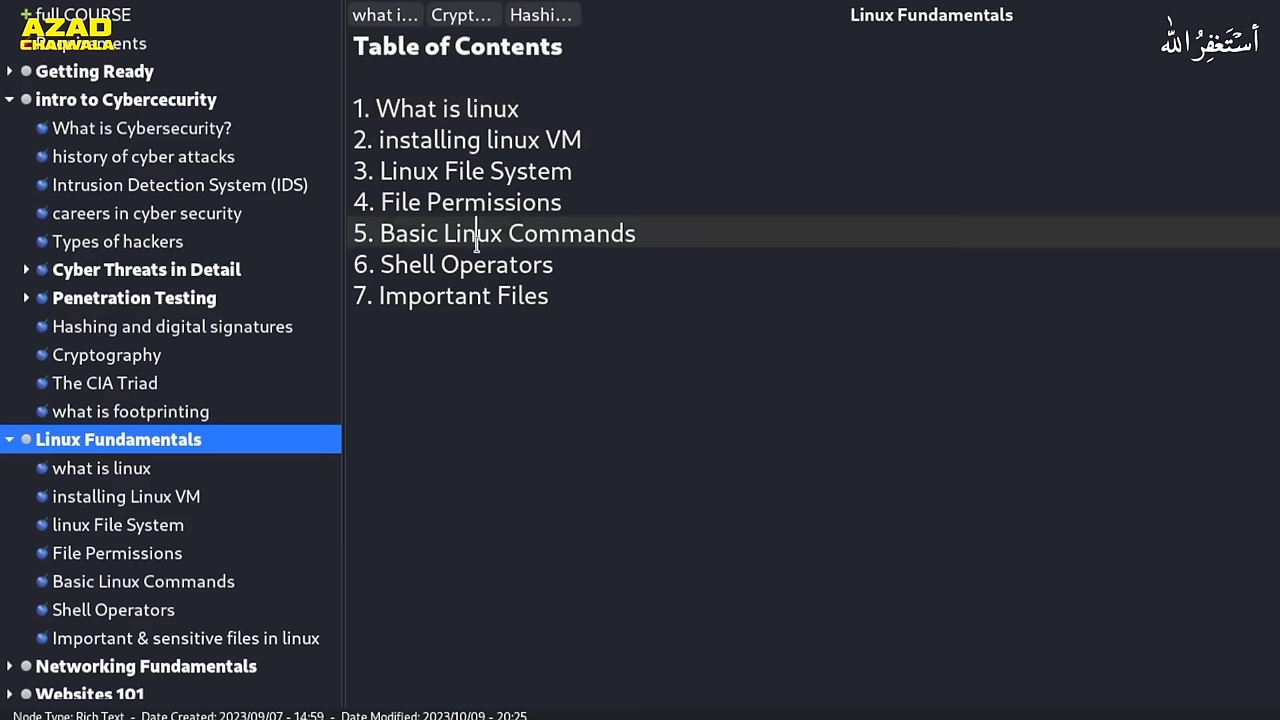 full COURSE
AZAD
CHAIWALA
Requirements
Getting Ready
intro to Cybercecurity
What is Cybersecurity?
history of cyber attacks
Intrusion Detection System (IDS)
careers in cyber security
Types of hackers
Cyber Threats in Detail
Penetration Testing
Hashing and digital signatures
Cryptography
The CIA Triad
what is footprinting
Linux Fundamentals
what is linux
installing Linux VM
linux File System
File Permissions
Basic Linux Commands
Shell Operators
Important & sensitive files in linux
Networking Fundamentals
Websites 101
what i... Crypt... Hashi... Linux Fundamentals
أستغفر الله
Table of Contents
1. What is linux
2. installing linux VM
3. Linux File System
4. File Permissions
5. Basic Linux Commands
6. Shell Operators
7. Important Files
Node Type: Rich Text - Date Created: 2023/09/07 - 14:59 - Date Modified: 2023/10/09 - 20:25